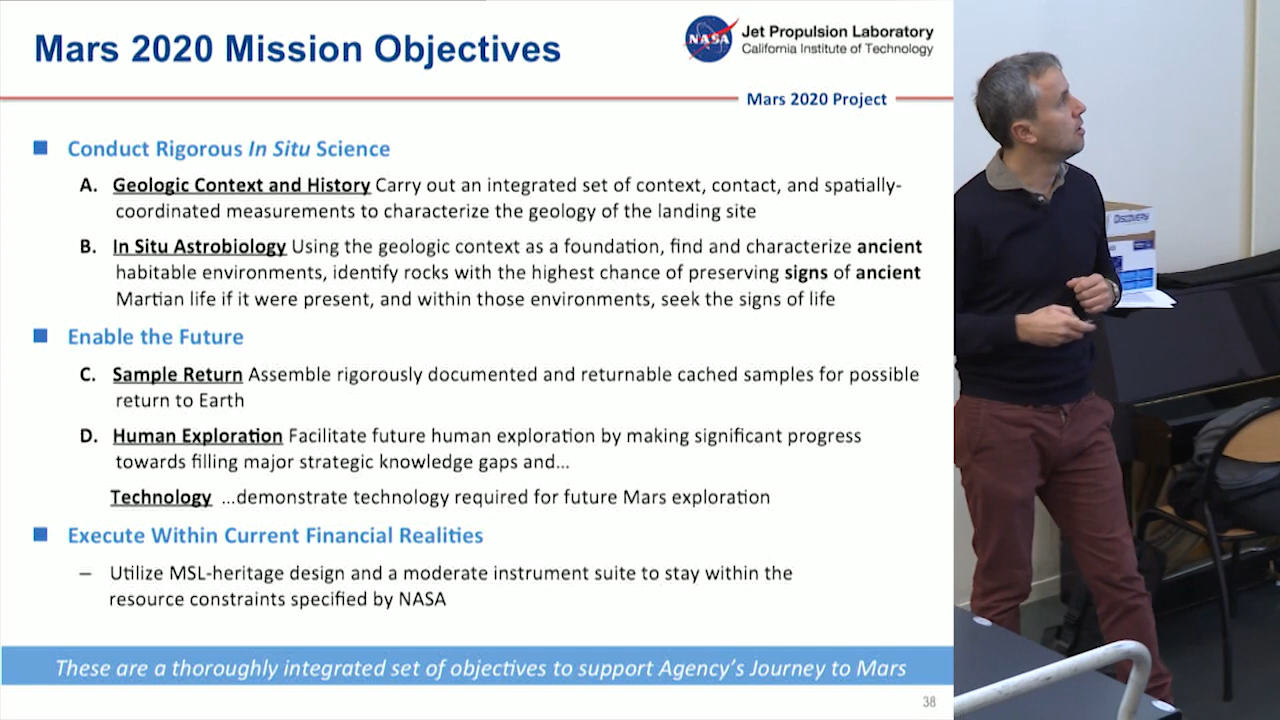 Mars 2020 Mission Objectives
NASA
Jet Propulsion Laboratory
California Institute of Technology
Mars 2020 Project
Conduct Rigorous In Situ Science
A. Geologic Context and History Carry out an integrated set of context, contact, and spatially-
coordinated measurements to characterize the geology of the landing site
B. In Situ Astrobiology Using the geologic context as a foundation, find and characterize ancient
habitable environments, identify rocks with the highest chance of preserving signs of ancient
Martian life if it were present, and within those environments, seek the signs of life
Enable the Future
C. Sample Return Assemble rigorously documented and returnable cached samples for possible
return to Earth
D. Human Exploration Facilitate future human exploration by making significant progress
towards filling major strategic knowledge gaps and...
Technology ...demonstrate technology required for future Mars exploration
Execute Within Current Financial Realities
– Utilize MSL-heritage design and a moderate instrument suite to stay within the
resource constraints specified by NASA
These are a thoroughly integrated set of objectives to support Agency's Journey to Mars
38
DISCOVERY